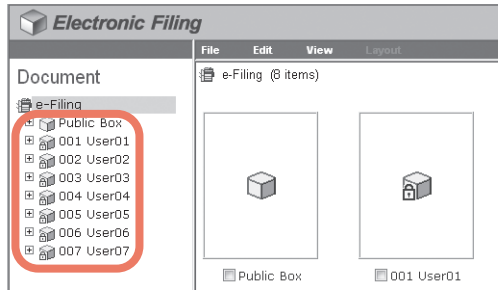 Electronic Filing
File Edit View Layout
Document
e-Filing
Public Box
001 User01
002 User02
003 User03
004 User04
005 User05
006 User06
007 User07
e-Filing (8 items)
Public Box
001 User01